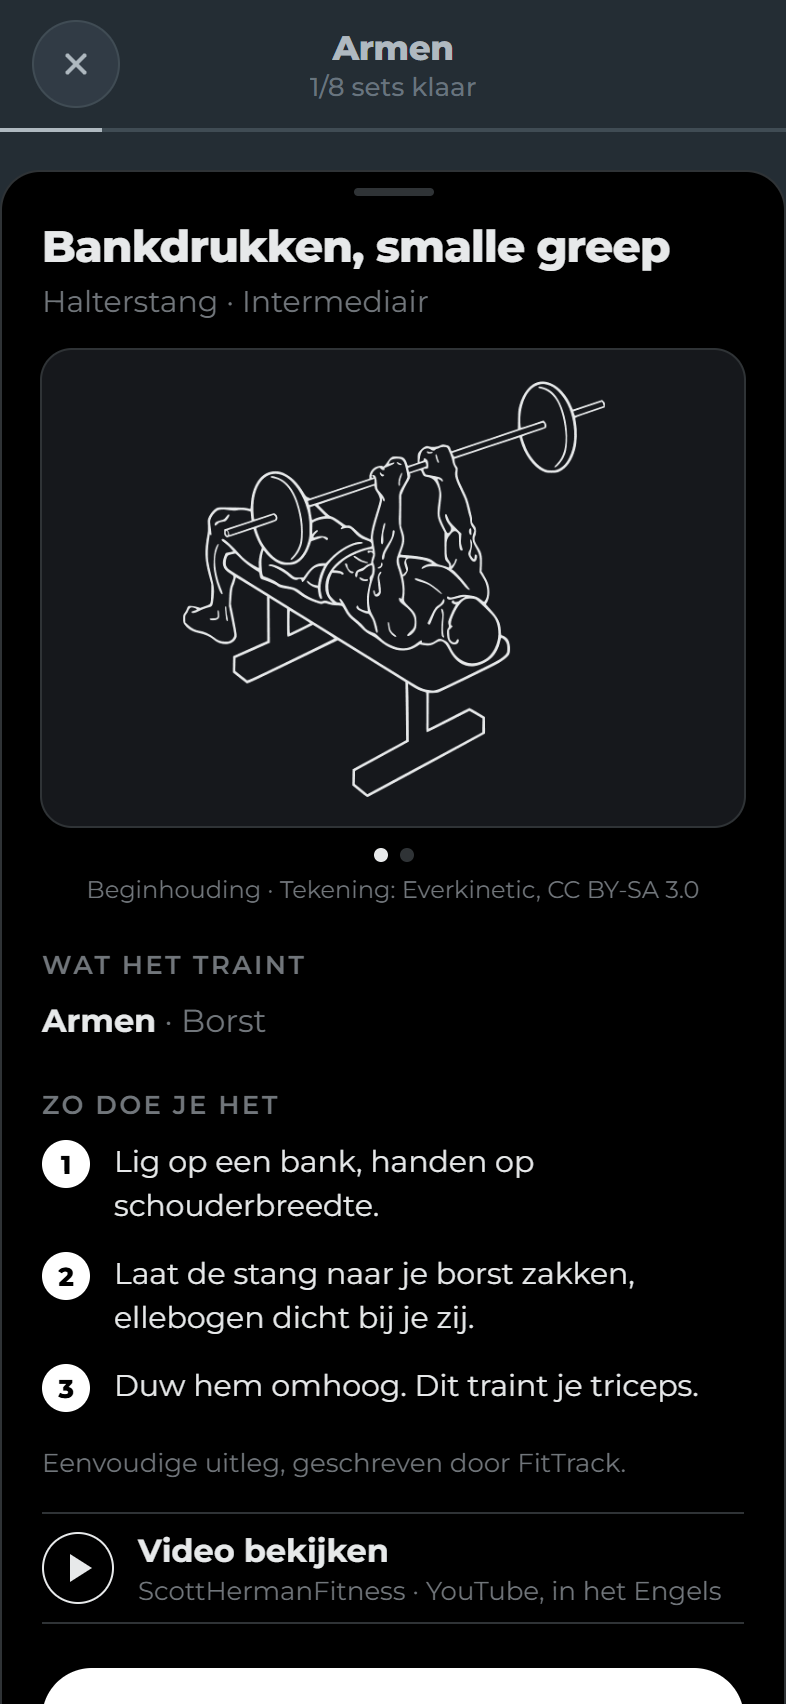 Armen
1/8 sets klaar
Bankdrukken, smalle greep
Halterstang · Intermediair
Beginhouding · Tekening: Everkinetic, CC BY-SA 3.0
WAT HET TRAINT
Armen · Borst
ZO DOE JE HET
1 Lig op een bank, handen op
schouderbreedte.
2 Laat de stang naar je borst zakken,
ellebogen dicht bij je zij.
3 Duw hem omhoog. Dit traint je triceps.
Eenvoudige uitleg, geschreven door FitTrack.
Video bekijken
ScottHermanFitness · YouTube, in het Engels